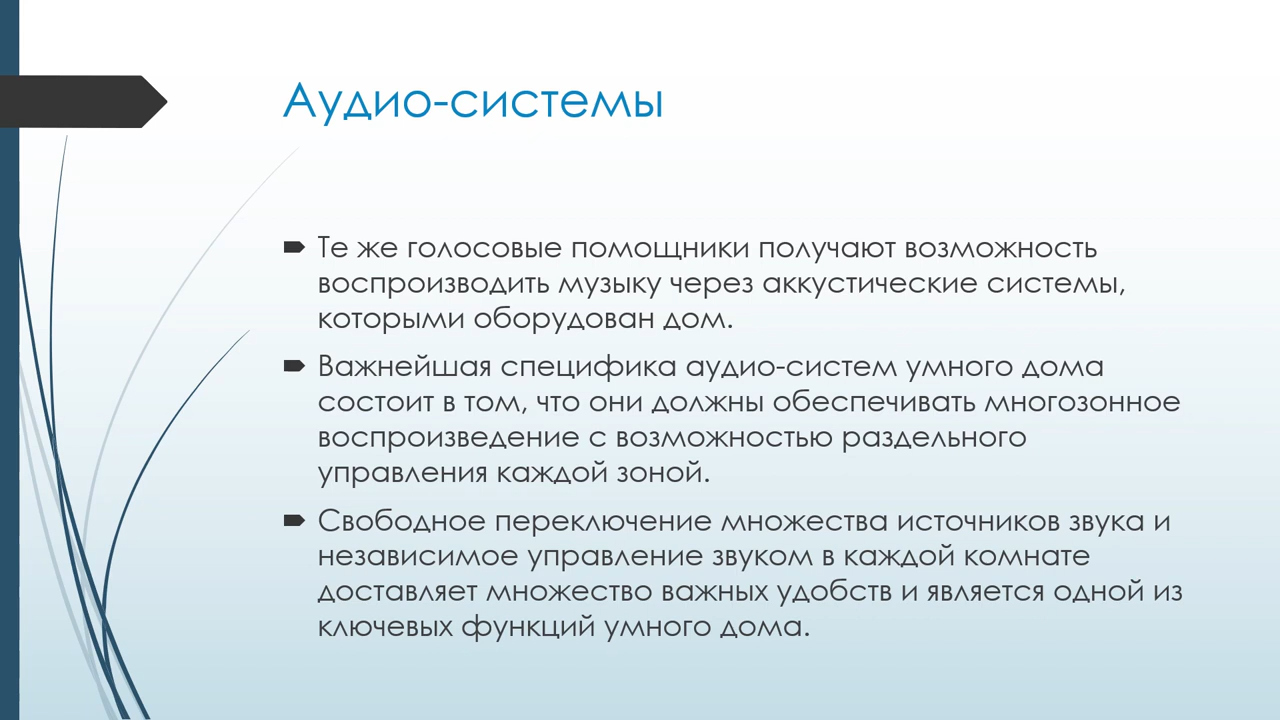 Аудио-системы
Те же голосовые помощники получают возможность
воспроизводить музыку через аккустические системы,
которыми оборудован дом.
Важнейшая специфика аудио-систем умного дома
состоит в том, что они должны обеспечивать многозонное
воспроизведение с возможностью раздельного
управления каждой зоной.
Свободное переключение множества источников звука и
независимое управление звуком в каждой комнате
доставляет множество важных удобств и является одной из
ключевых функций умного дома.